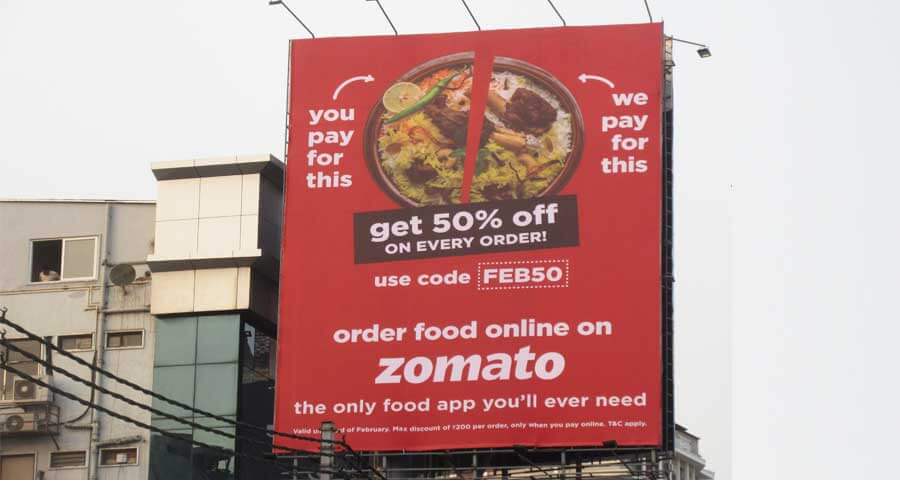 you
pay
for
this
we
pay
for
this
get 50% off
ON EVERY ORDER!
use code FEB50
order food online on
zomato
the only food app you'll ever need
Valid end of February. Max discount of ₹200 per order, only when you pay online. T&C apply.